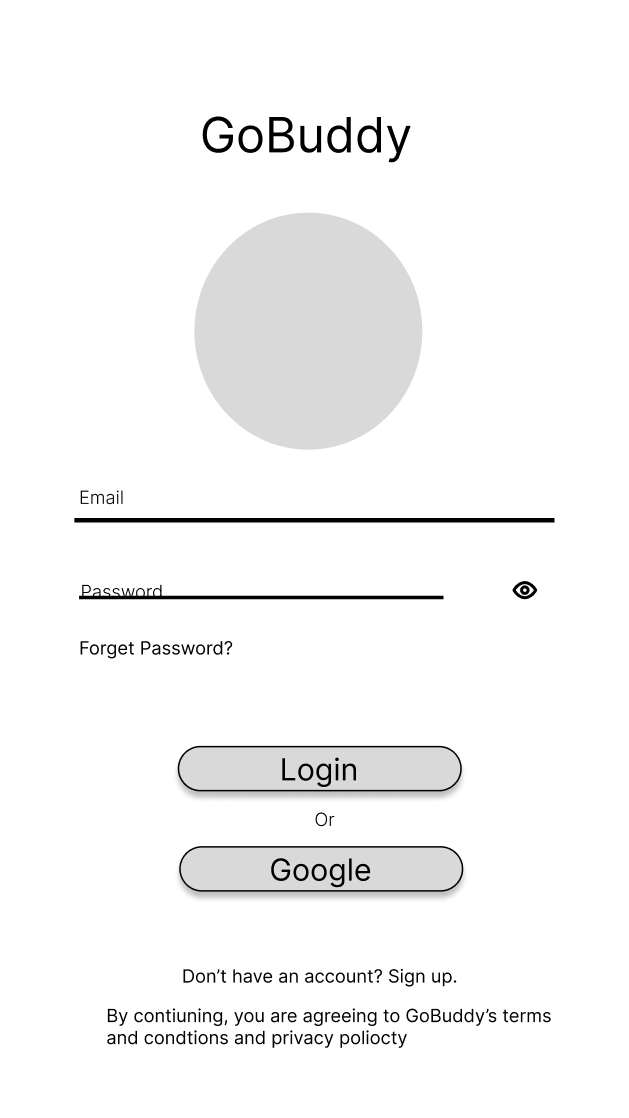 GoBuddy
Email
Password
Forget Password?
Login
Or
Google
Don’t have an account? Sign up.
By contiuning, you are agreeing to GoBuddy’s terms
and condtions and privacy poliocty